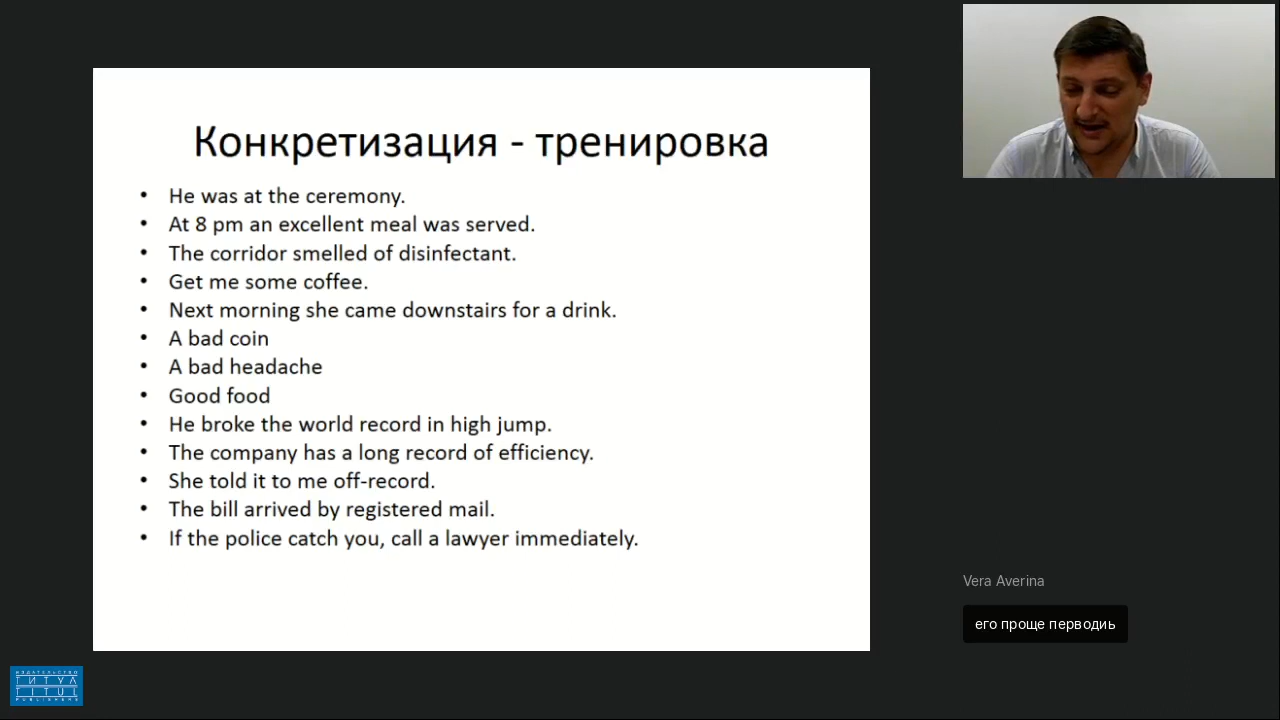 Конкретизация - тренировка
• He was at the ceremony.
• At 8 pm an excellent meal was served.
• The corridor smelled of disinfectant.
• Get me some coffee.
• Next morning she came downstairs for a drink.
• A bad coin
• A bad headache
• Good food
• He broke the world record in high jump.
• The company has a long record of efficiency.
• She told it to me off-record.
• The bill arrived by registered mail.
• If the police catch you, call a lawyer immediately.
Vera Averina
его проще перводиь
ИЗДАТЕЛЬСТВО
ТИТУЛ
TITUL
PUBLISHERS